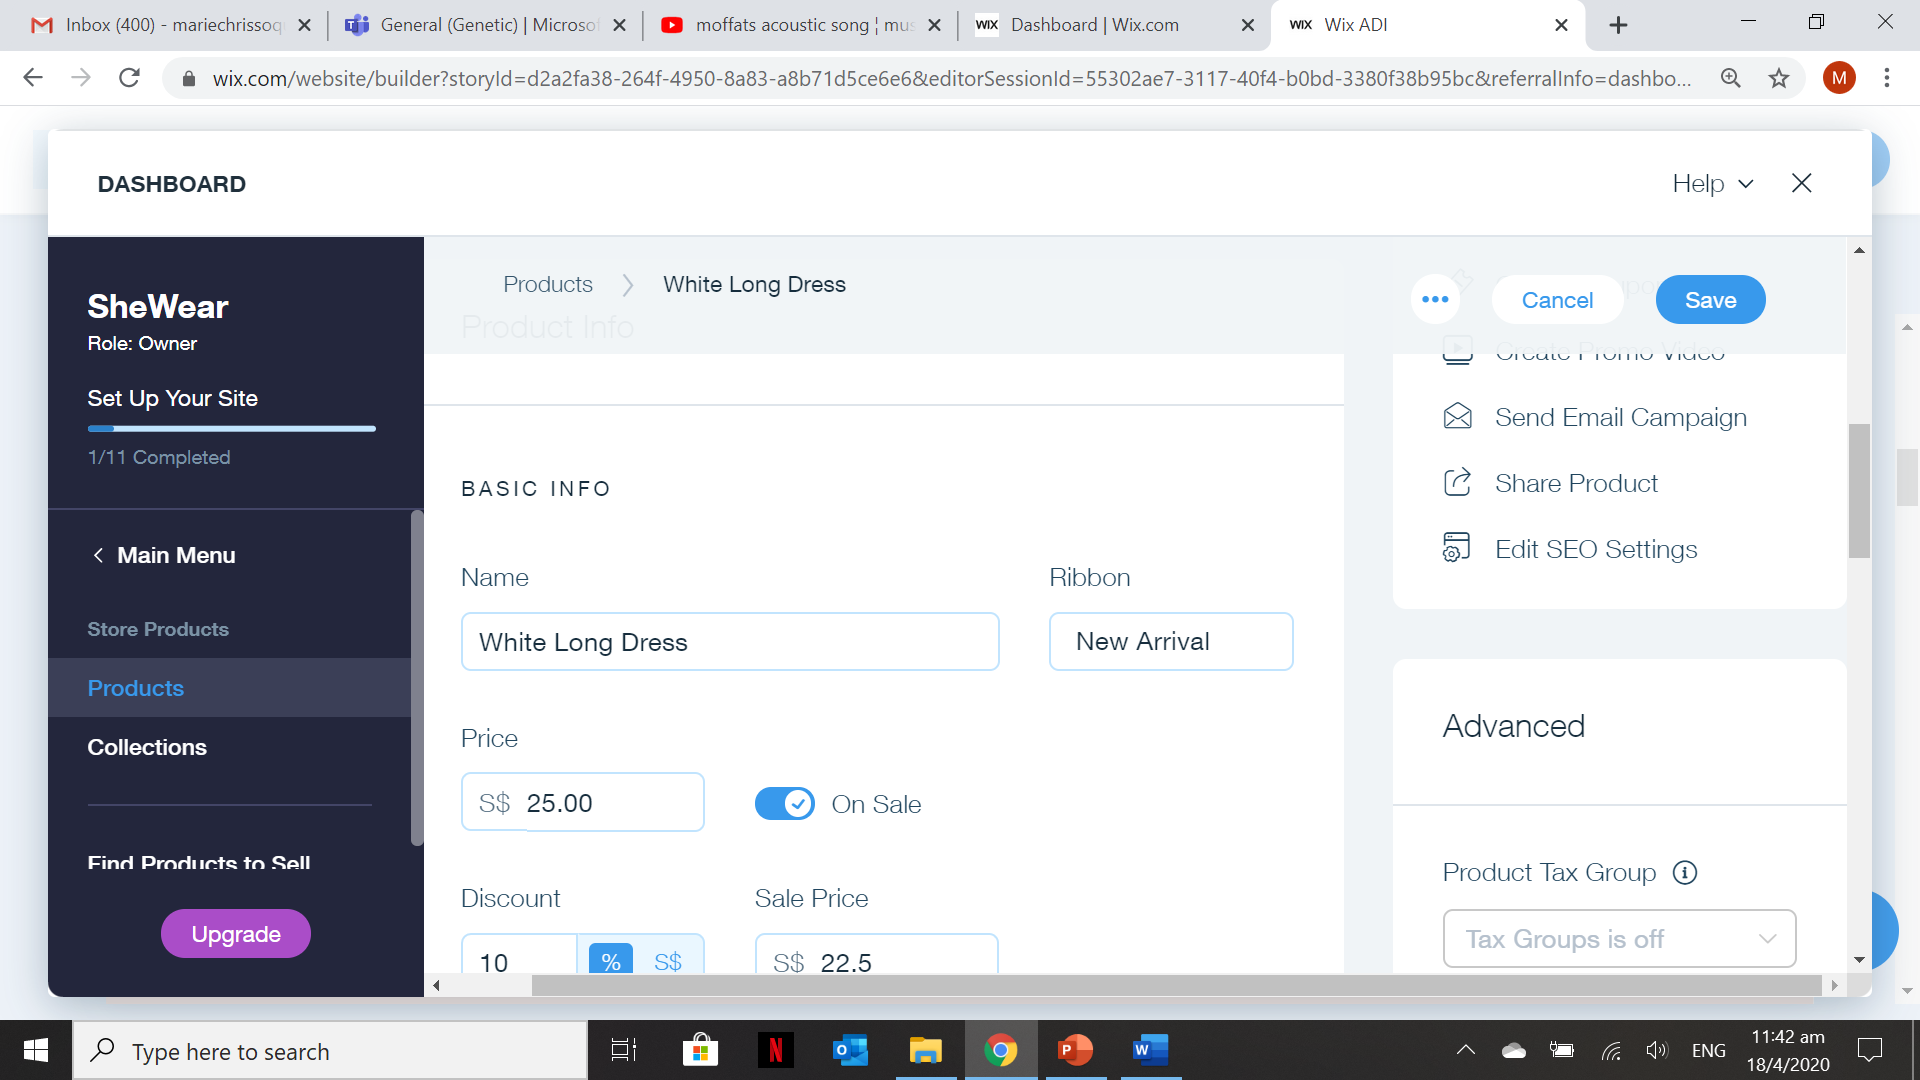 Inbox (400) - mariechrissoq
General (Genetic) | Microsof
moffats acoustic song ¦ mus
WIX Dashboard | Wix.com
WIX Wix ADI
wix.com/website/builder?storyId=d2a2fa38-264f-4950-8a83-a8b71d5ce6e6&editorSessionId=55302ae7-3117-40f4-b0bd-3380f38b95bc&referralInfo=dashbo...
M
DASHBOARD
Help
SheWear
Role: Owner
Set Up Your Site
1/11 Completed
Main Menu
Store Products
Products
Collections
Find Products to Sell
Upgrade
Products
White Long Dress
Cancel
Save
Product Info
Create Promo Video
Send Email Campaign
Share Product
Edit SEO Settings
BASIC INFO
Name
Ribbon
White Long Dress
New Arrival
Price
S$ 25.00
On Sale
Discount
Sale Price
10
%
S$
S$ 22.5
Advanced
Product Tax Group
Tax Groups is off
Type here to search
ENG
11:42 am
18/4/2020